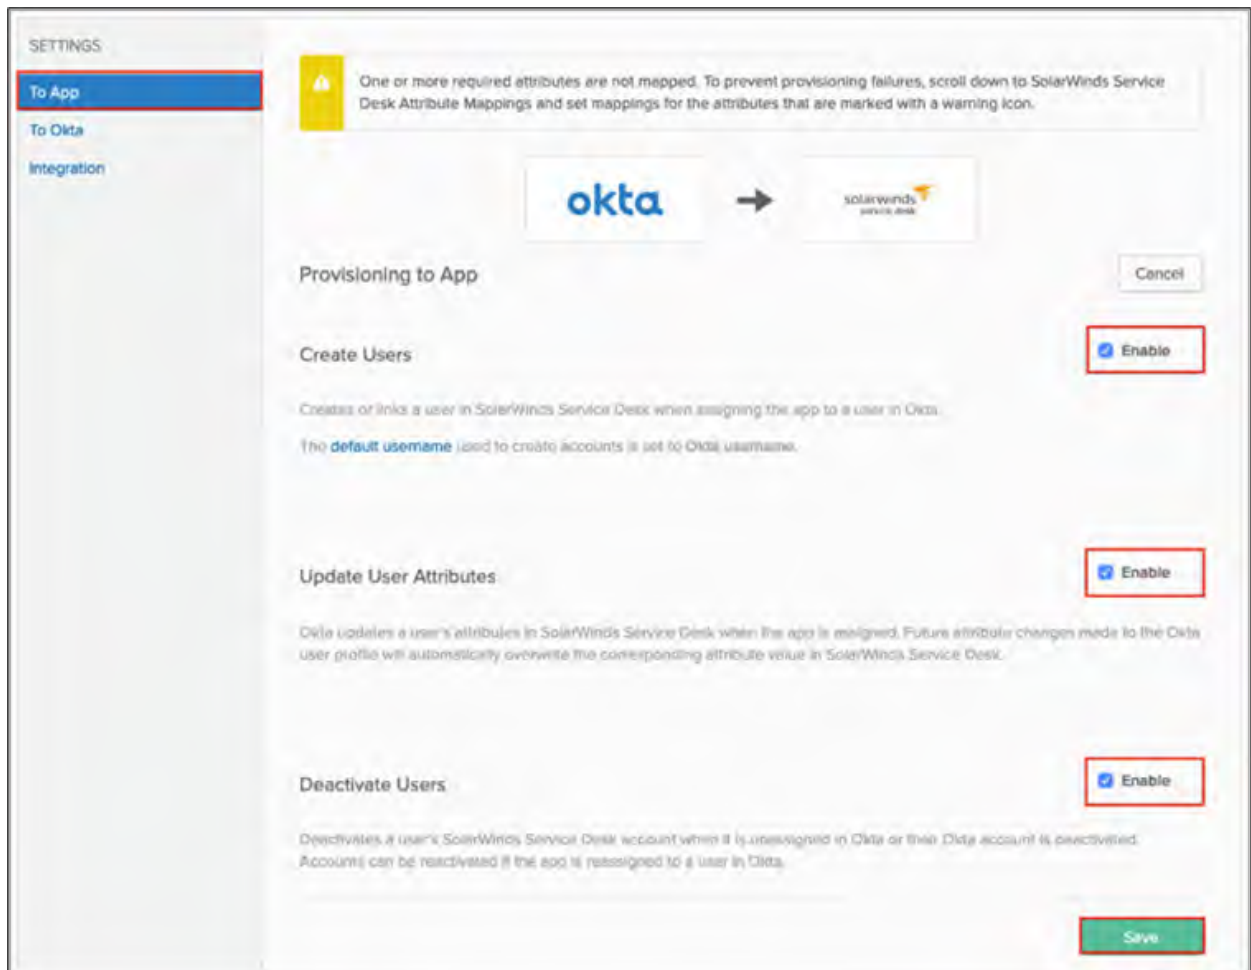 SETTINGS
To App
To Okta
Integration
One or more required attributes are not mapped. To prevent provisioning failures, scroll down to SolarWinds Service
Desk Attribute Mappings and set mappings for the attributes that are marked with a warning icon.
okta
solarwinds
service desk
Provisioning to App
Cancel
Create Users
Enable
Creates or links a user in SolarWinds Service Desk when assigning the app to a user in Okta.
The default username used to create accounts is set to Okta username.
Update User Attributes
Enable
Okta updates a user's attributes in SolarWinds Service Desk when the app is assigned. Future attribute changes made to the Okta
user profile will automatically overwrite the corresponding attribute value in SolarWinds Service Desk.
Deactivate Users
Enable
Deactivates a user's SolarWinds Service Desk account when it is unassigned in Okta or their Okta account is deactivated.
Accounts can be reactivated if the app is reassigned to a user in Okta.
Save